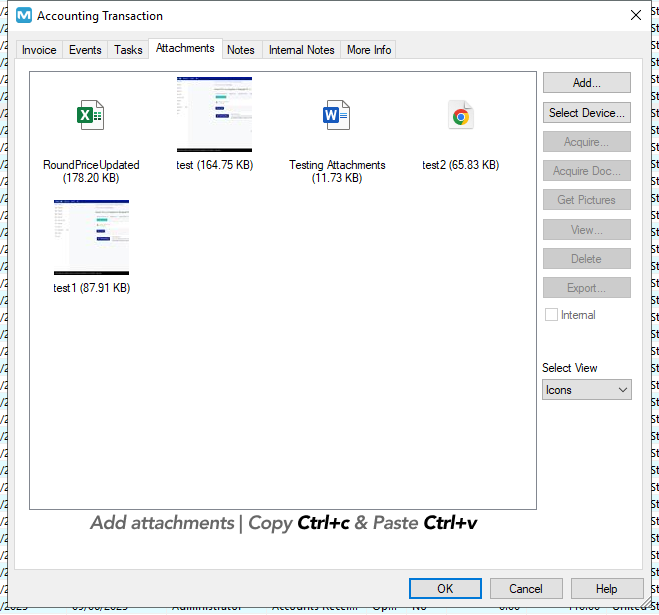 Accounting Transaction
Invoice Events Tasks Attachments Notes Internal Notes More Info
Add...
Select Device...
Acquire...
Acquire Doc...
Get Pictures
View...
Delete
Export...
Internal
Select View
Icons
RoundPriceUpdated
(178.20 KB)
test (164.75 KB)
Testing Attachments
(11.73 KB)
test2 (65.83 KB)
test1 (87.91 KB)
Add attachments | Copy Ctrl+c & Paste Ctrl+v
OK Cancel Help